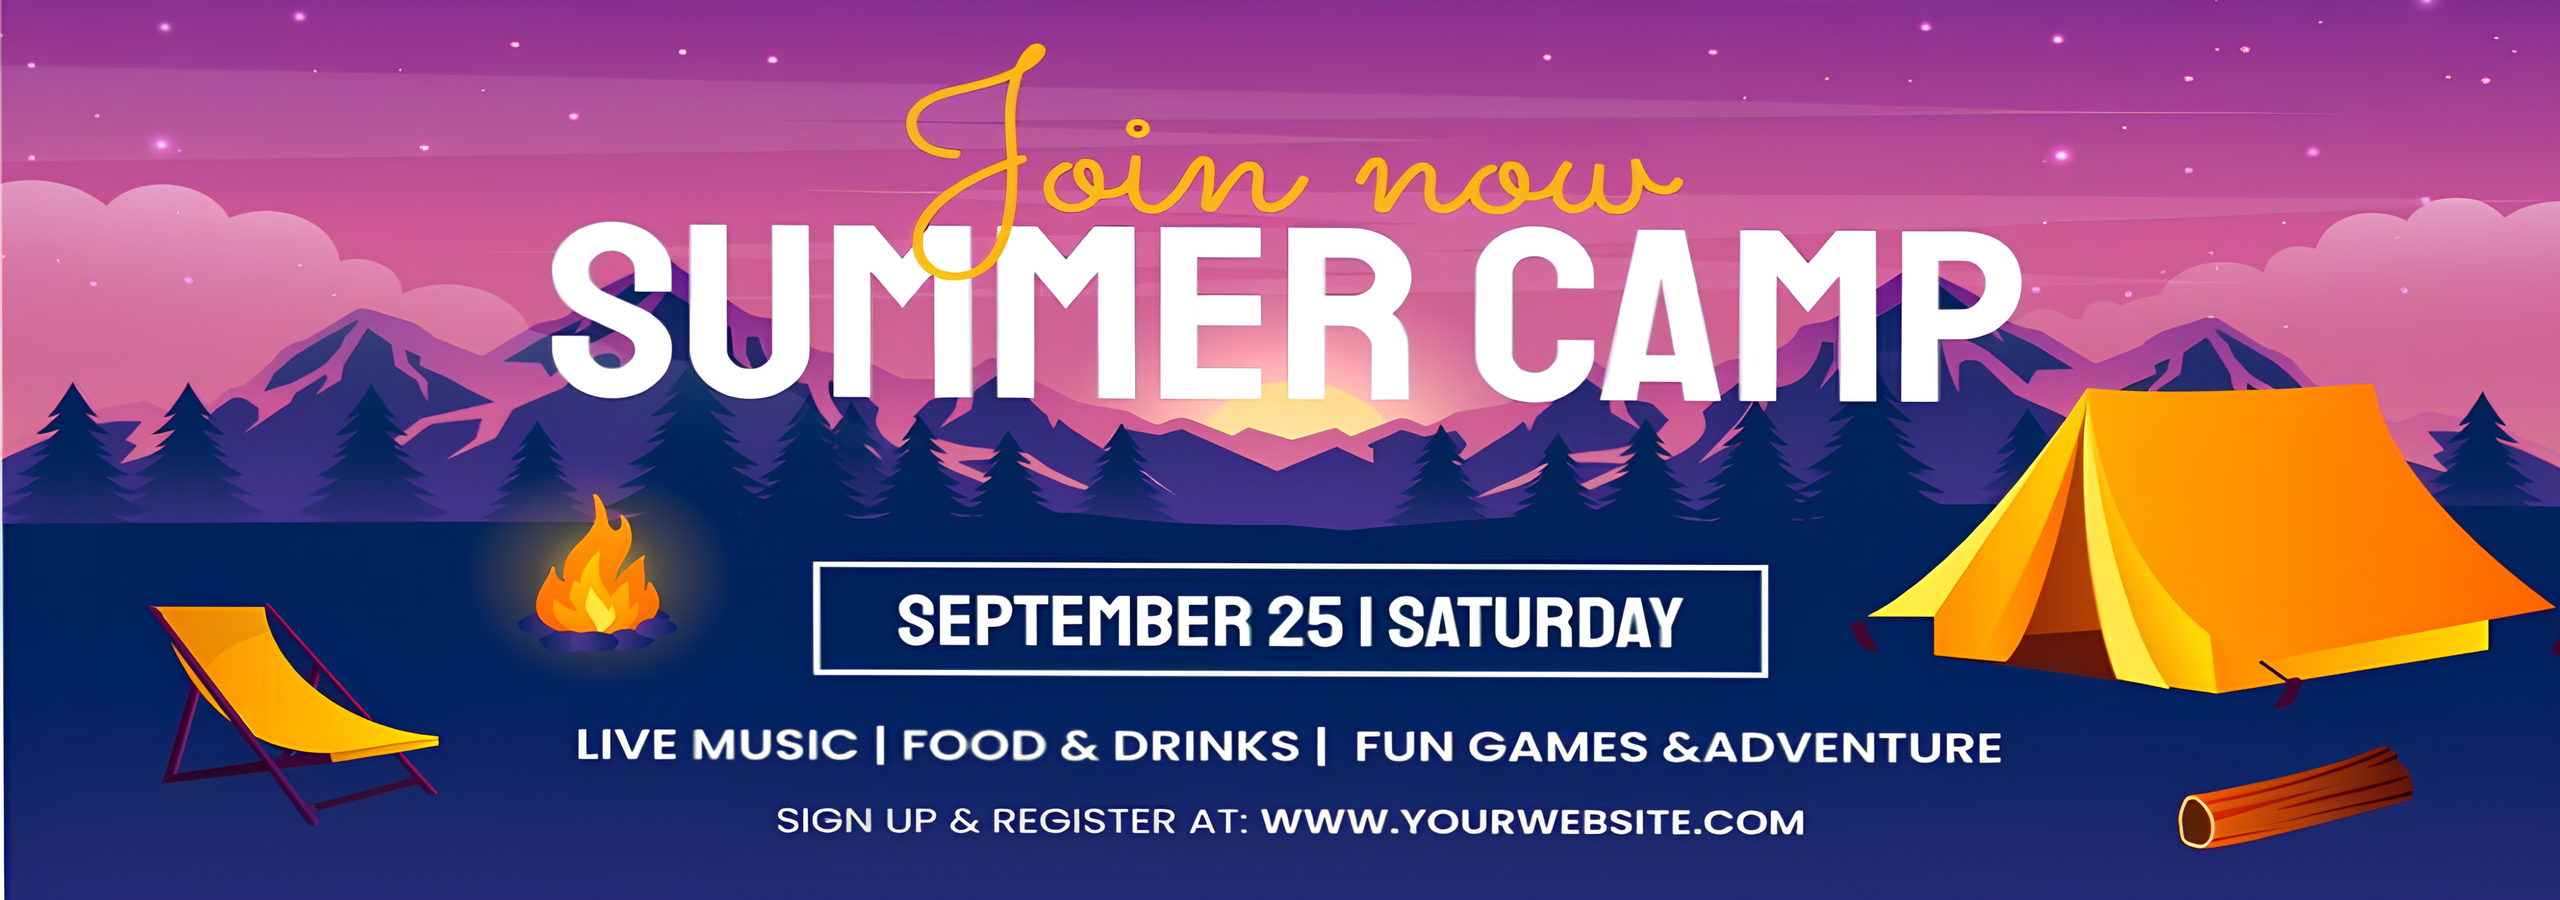 Join now
SUMMER CAMP
SEPTEMBER 25 | SATURDAY
LIVE MUSIC | FOOD & DRINKS | FUN GAMES &ADVENTURE
SIGN UP & REGISTER AT: WWW.YOURWEBSITE.COM